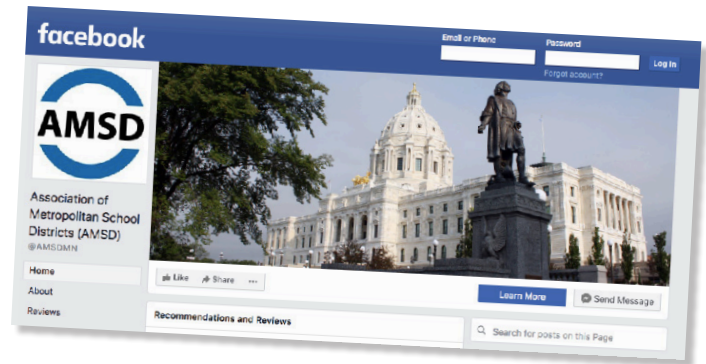 facebook
Email or Phone
Password
Log In
Forgot account?
AMSD
Association of
Metropolitan School
Districts (AMSD)
@AMSDMN
Home
About
Reviews
Like
Share
Learn More
Send Message
Recommendations and Reviews
Search for posts on this Page